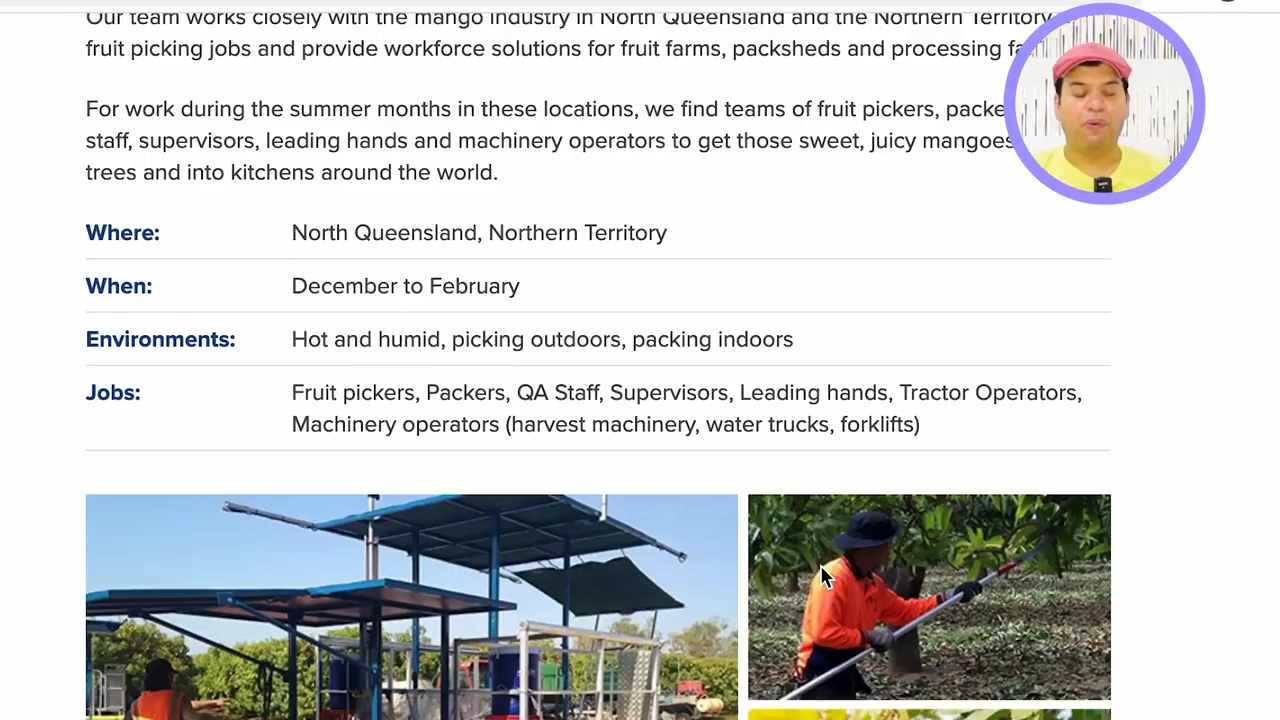 Our team works closely with the mango industry in North Queensland and the Northern Territory
fruit picking jobs and provide workforce solutions for fruit farms, packsheds and processing
For work during the summer months in these locations, we find teams of fruit pickers,
staff, supervisors, leading hands and machinery operators to get those sweet, juicy mangoes
trees and into kitchens around the world.
Where: North Queensland, Northern Territory
When: December to February
Environments: Hot and humid, picking outdoors, packing indoors
Jobs: Fruit pickers, Packers, QA Staff, Supervisors, Leading hands, Tractor Operators,
Machinery operators (harvest machinery, water trucks, forklifts)